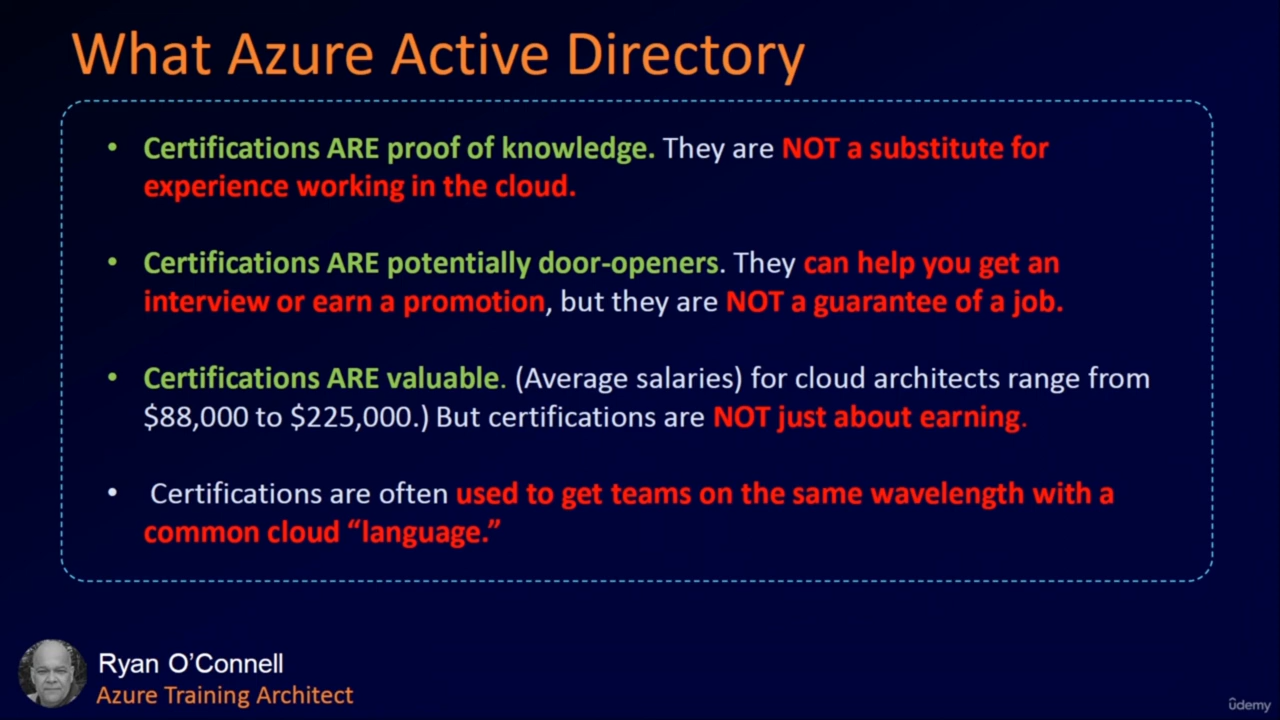 What Azure Active Directory
• Certifications ARE proof of knowledge. They are NOT a substitute for
experience working in the cloud.
• Certifications ARE potentially door-openers. They can help you get an
interview or earn a promotion, but they are NOT a guarantee of a job.
• Certifications ARE valuable. (Average salaries) for cloud architects range from
$88,000 to $225,000.) But certifications are NOT just about earning.
• Certifications are often used to get teams on the same wavelength with a
common cloud “language.”
Ryan O’Connell
Azure Training Architect
ûdemy